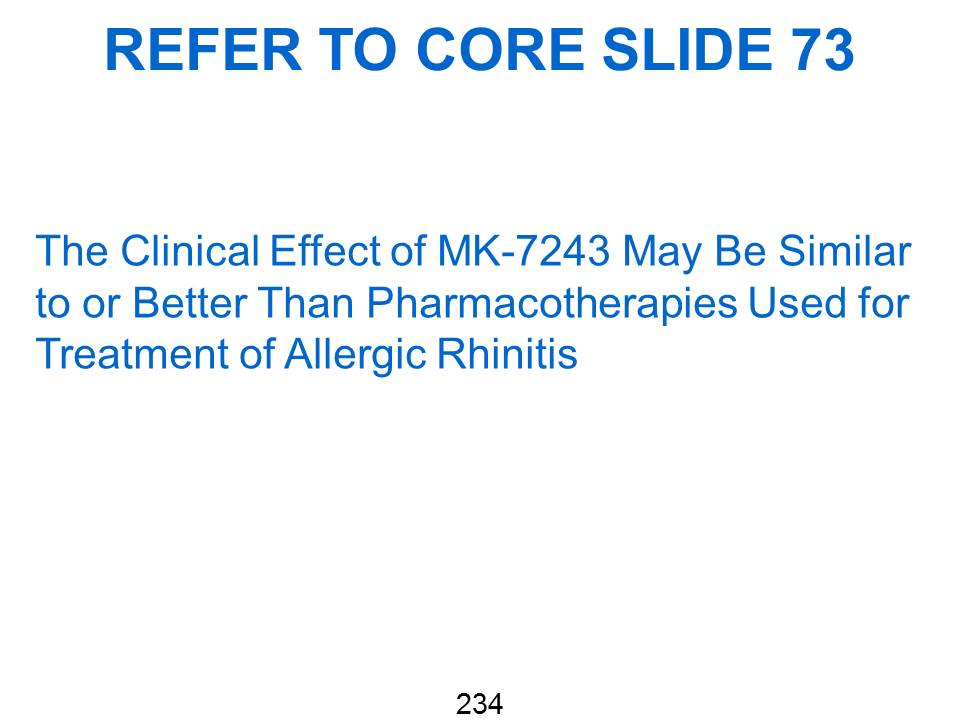 REFER TO CORE SLIDE 73
The Clinical Effect of MK-7243 May Be Similar
to or Better Than Pharmacotherapies Used for
Treatment of Allergic Rhinitis
234